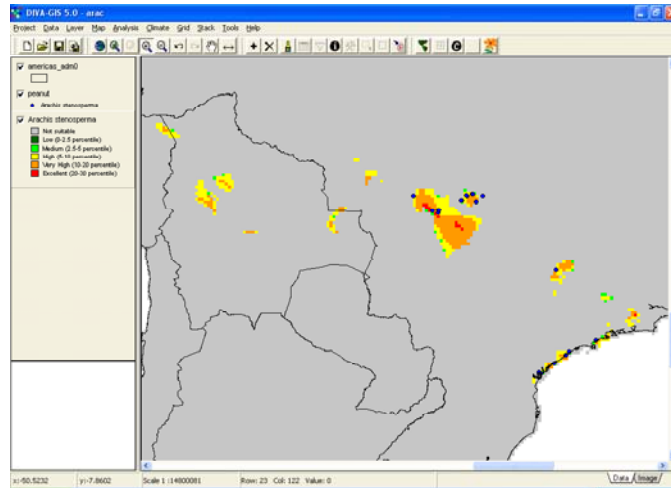 DIVA-GIS 5.0 - arac
Project Data Layer Map Analysis Climate Grid Stack Tools Help
americas_adm0
peanut
Arachis stenosperma
Arachis stenosperma
Not suitable
Low (0-2.5 percentile)
Medium (2.5-5 percentile)
High (5-10 percentile)
Very High (10-20 percentile)
Excellent (20-30 percentile)
x:-50.5232 y:-7.8602 Scale 1 :14800081 Row: 23 Col: 122 Value: 0 Data Image